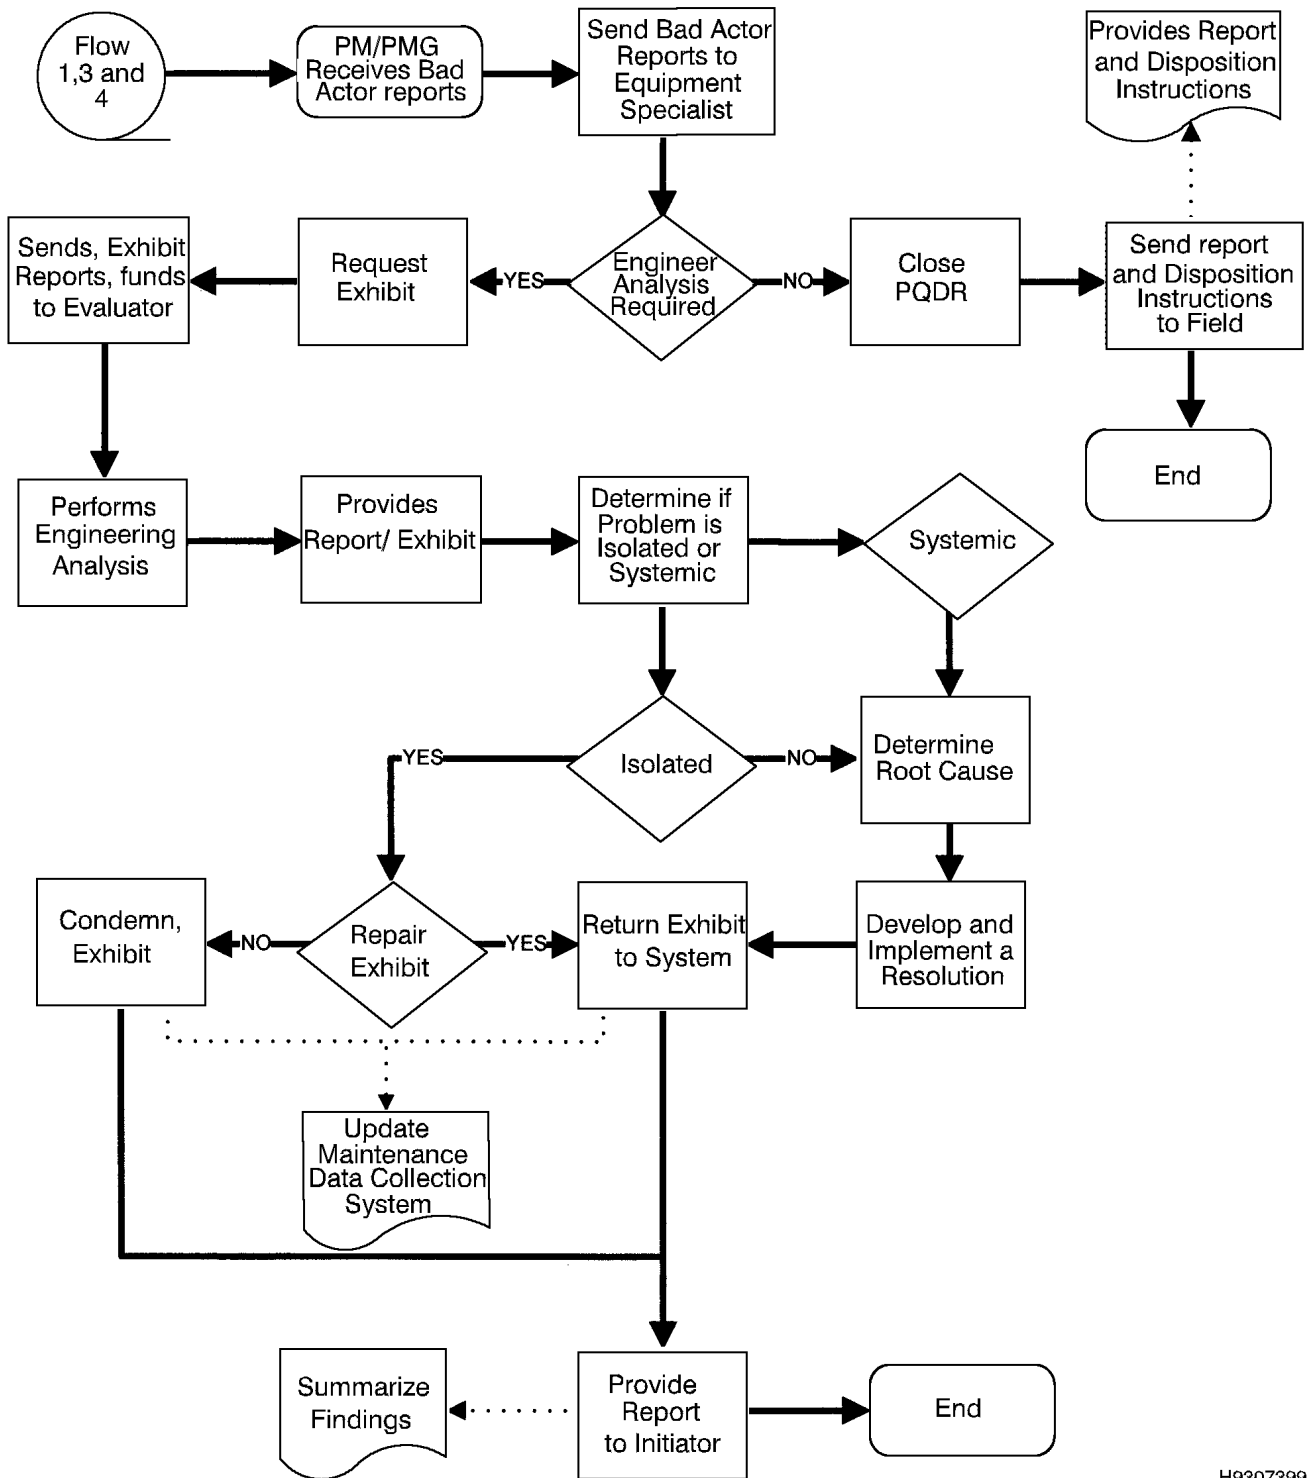 Flow
1,3 and
4
PM/PMG
Receives Bad
Actor reports
Send Bad Actor
Reports to
Equipment
Specialist
Provides Report
and Disposition
Instructions
Sends, Exhibit
Reports, funds
to Evaluator
Request
Exhibit
YES
Engineer
Analysis
Required
NO
Close
PQDR
Send report
and Disposition
Instructions
to Field
End
Performs
Engineering
Analysis
Provides
Report/ Exhibit
Determine if
Problem is
Isolated or
Systemic
Systemic
YES
Isolated
NO
Determine
Root Cause
Condemn,
Exhibit
NO
Repair
Exhibit
YES
Return Exhibit
to System
Develop and
Implement a
Resolution
Update
Maintenance
Data Collection
System
Summarize
Findings
Provide
Report
to Initiator
End
H9307399